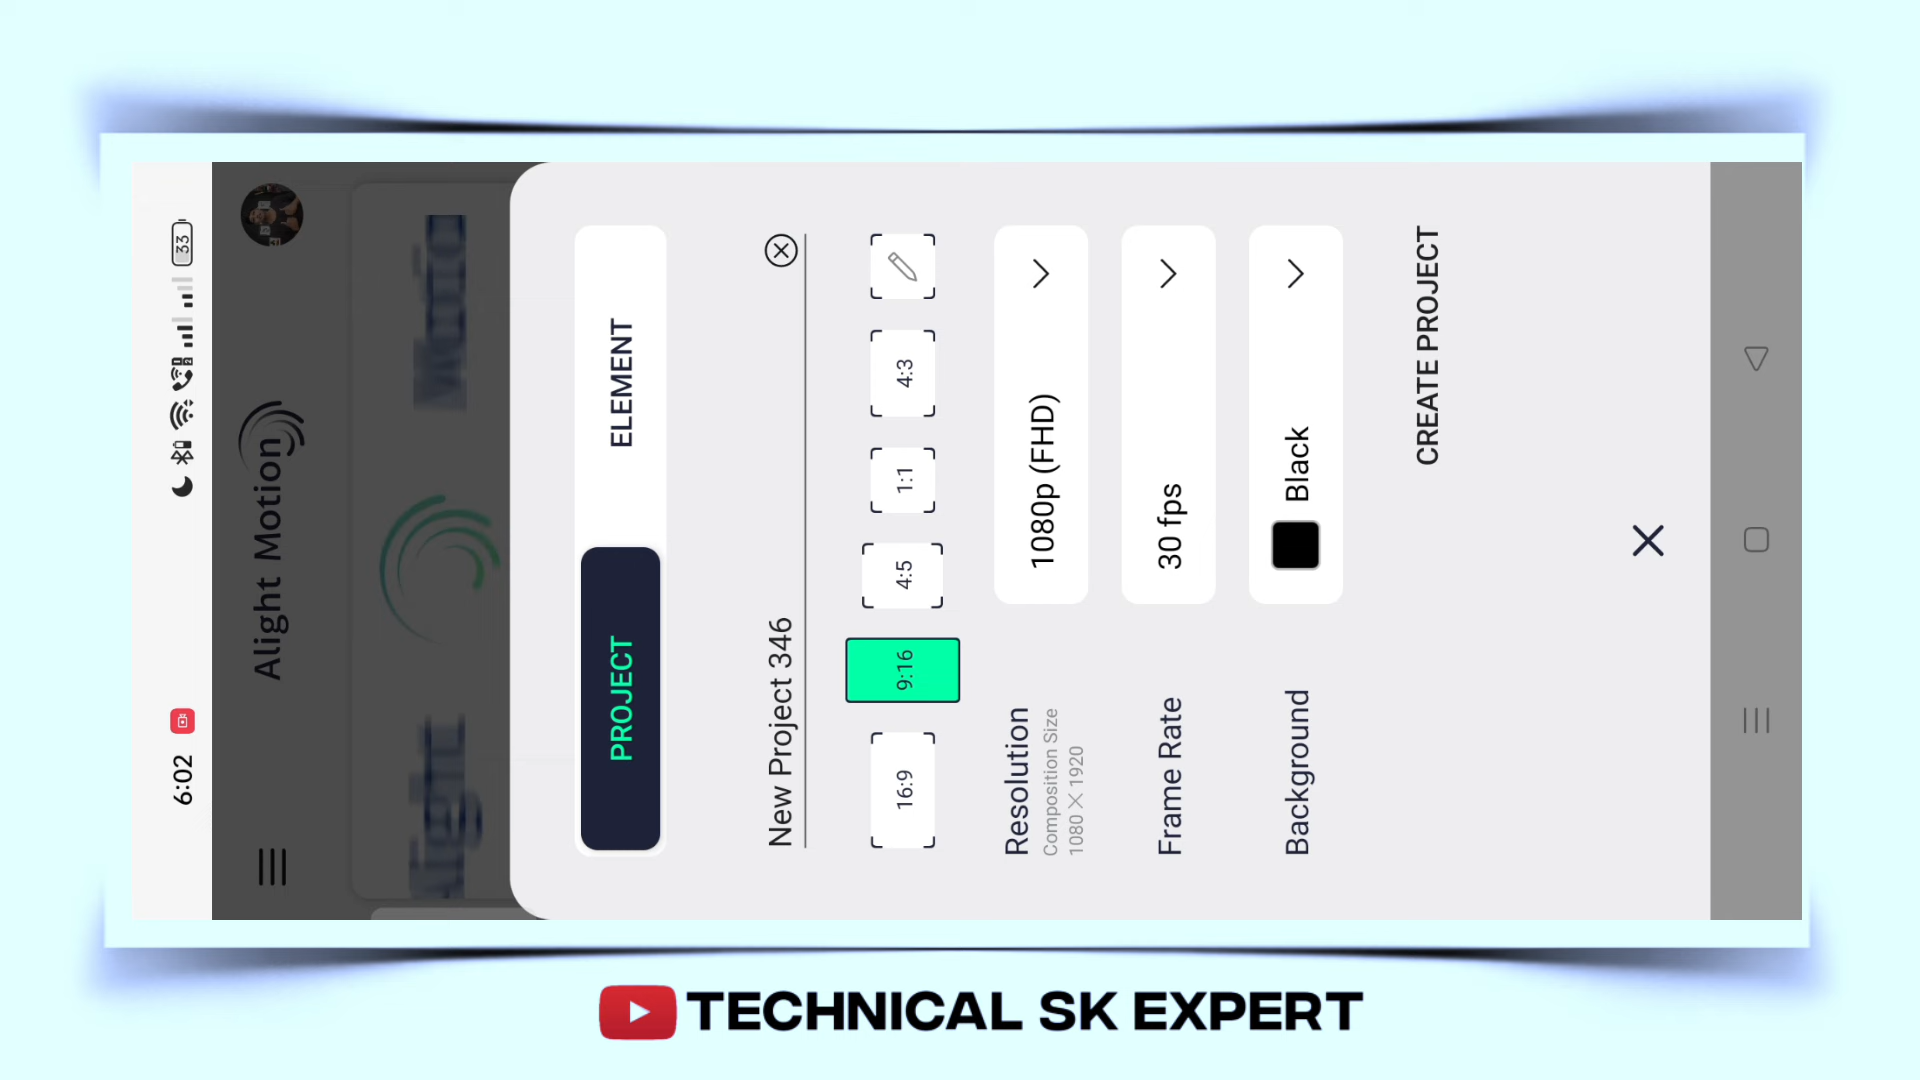 6:02
33
Alight Motion
PROJECT
ELEMENT
New Project 346
16:9
9:16
4:5
1:1
4:3
Resolution
Composition Size
1080 X 1920
1080p (FHD)
Frame Rate
30 fps
Background
Black
CREATE PROJECT
TECHNICAL SK EXPERT